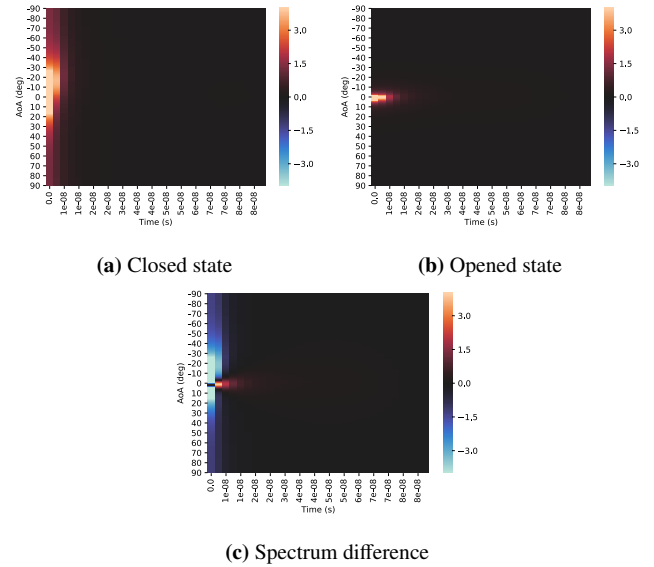 -90
-80
-70
-60
-50
-40
-30
-20
-10
0
10
20
30
40
50
60
70
80
90
AoA (deg)
0.0
1e-08
1e-08
2e-08
2e-08
3e-08
3e-08
4e-08
4e-08
5e-08
6e-08
6e-08
7e-08
8e-08
8e-08
Time (s)
3.0
1.5
0.0
−1.5
−3.0
(a) Closed state
-90
-80
-70
-60
-50
-40
-30
-20
-10
0
10
20
30
40
50
60
70
80
90
AoA (deg)
0.0
1e-08
1e-08
2e-08
2e-08
3e-08
3e-08
4e-08
4e-08
5e-08
6e-08
6e-08
7e-08
8e-08
8e-08
Time (s)
3.0
1.5
0.0
−1.5
−3.0
(b) Opened state
-90
-80
-70
-60
-50
-40
-30
-20
-10
0
10
20
30
40
50
60
70
80
90
AoA (deg)
0.0
1e-08
1e-08
2e-08
2e-08
3e-08
3e-08
4e-08
4e-08
5e-08
6e-08
6e-08
7e-08
8e-08
8e-08
Time (s)
3.0
1.5
0.0
−1.5
−3.0
(c) Spectrum difference